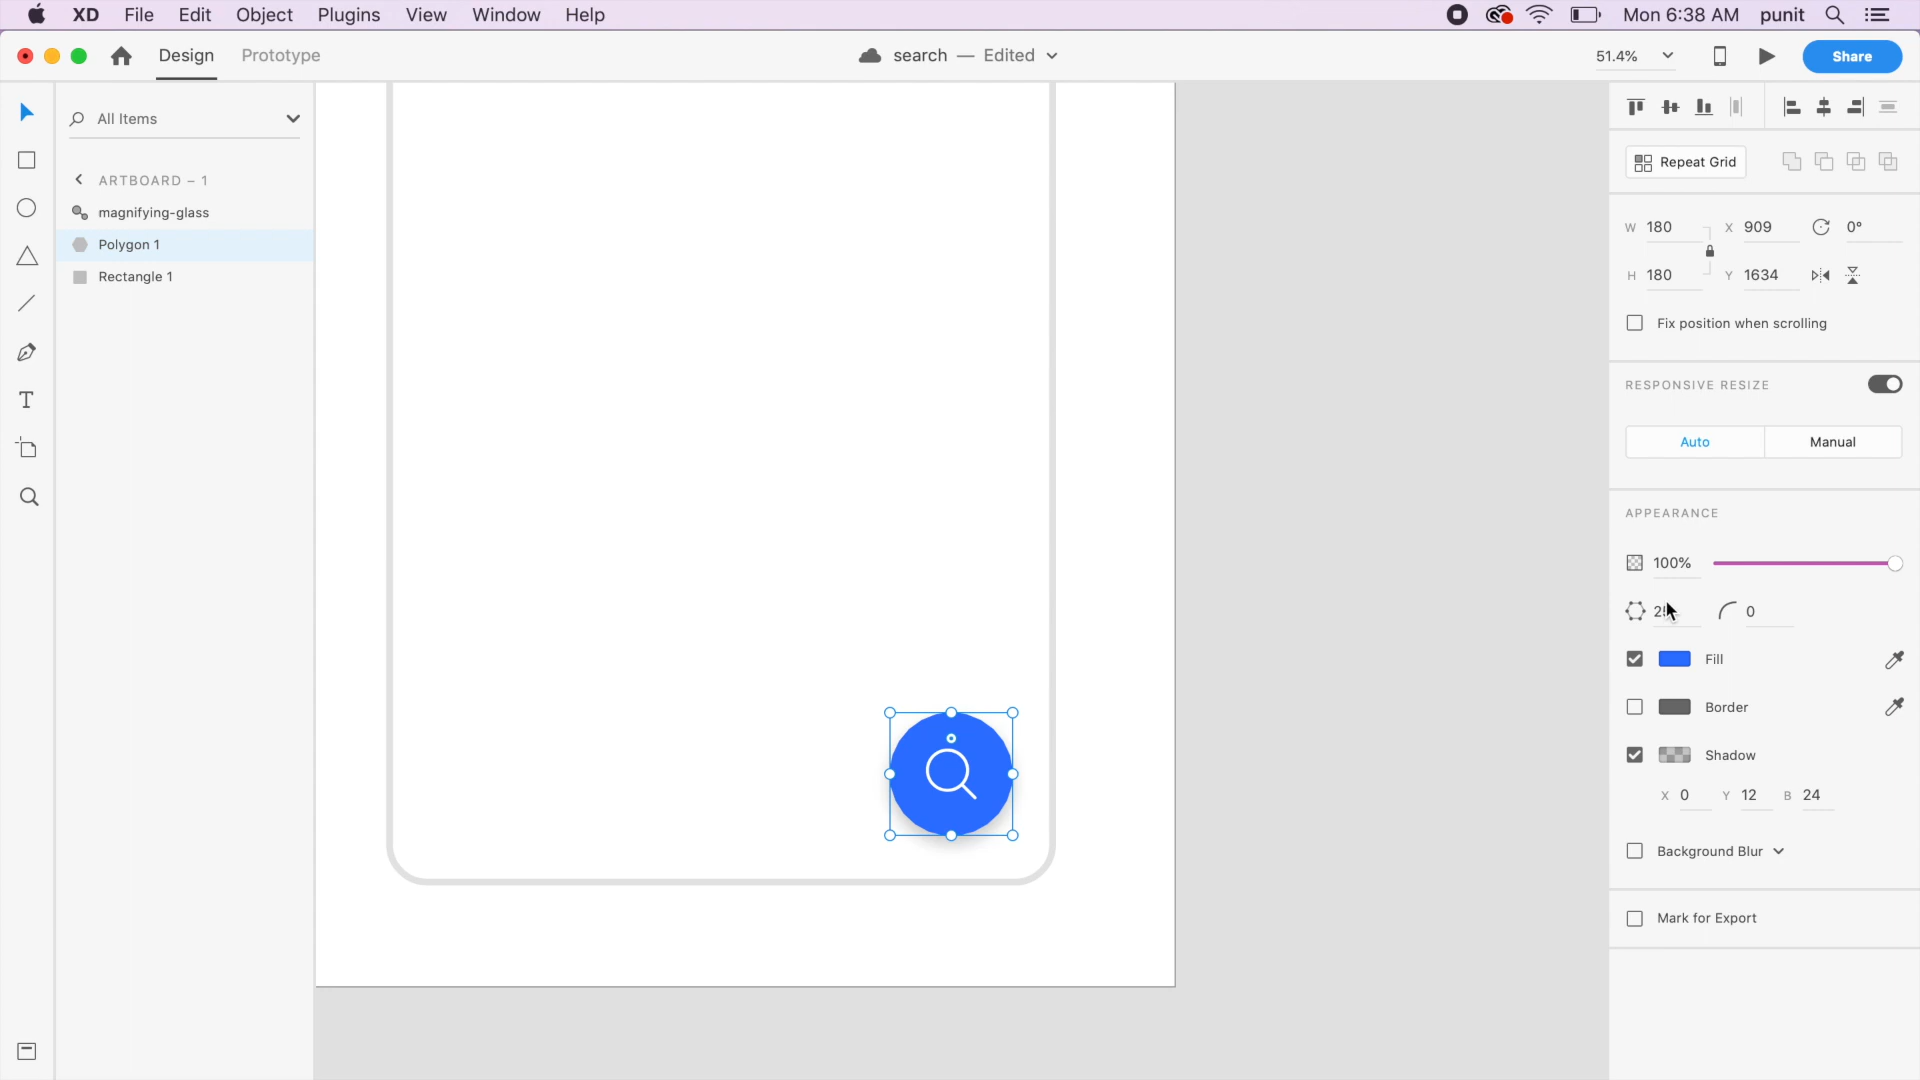 XD File Edit Object Plugins View Window Help Mon 6:38 AM punit
Design Prototype search — Edited 51.4% Share
All Items
ARTBOARD – 1
magnifying-glass
Polygon 1
Rectangle 1
Repeat Grid
W 180 X 909 0°
H 180 Y 1634
Fix position when scrolling
RESPONSIVE RESIZE
Auto Manual
APPEARANCE
100%
0
Fill
Border
Shadow
X 0 Y 12 B 24
Background Blur
Mark for Export